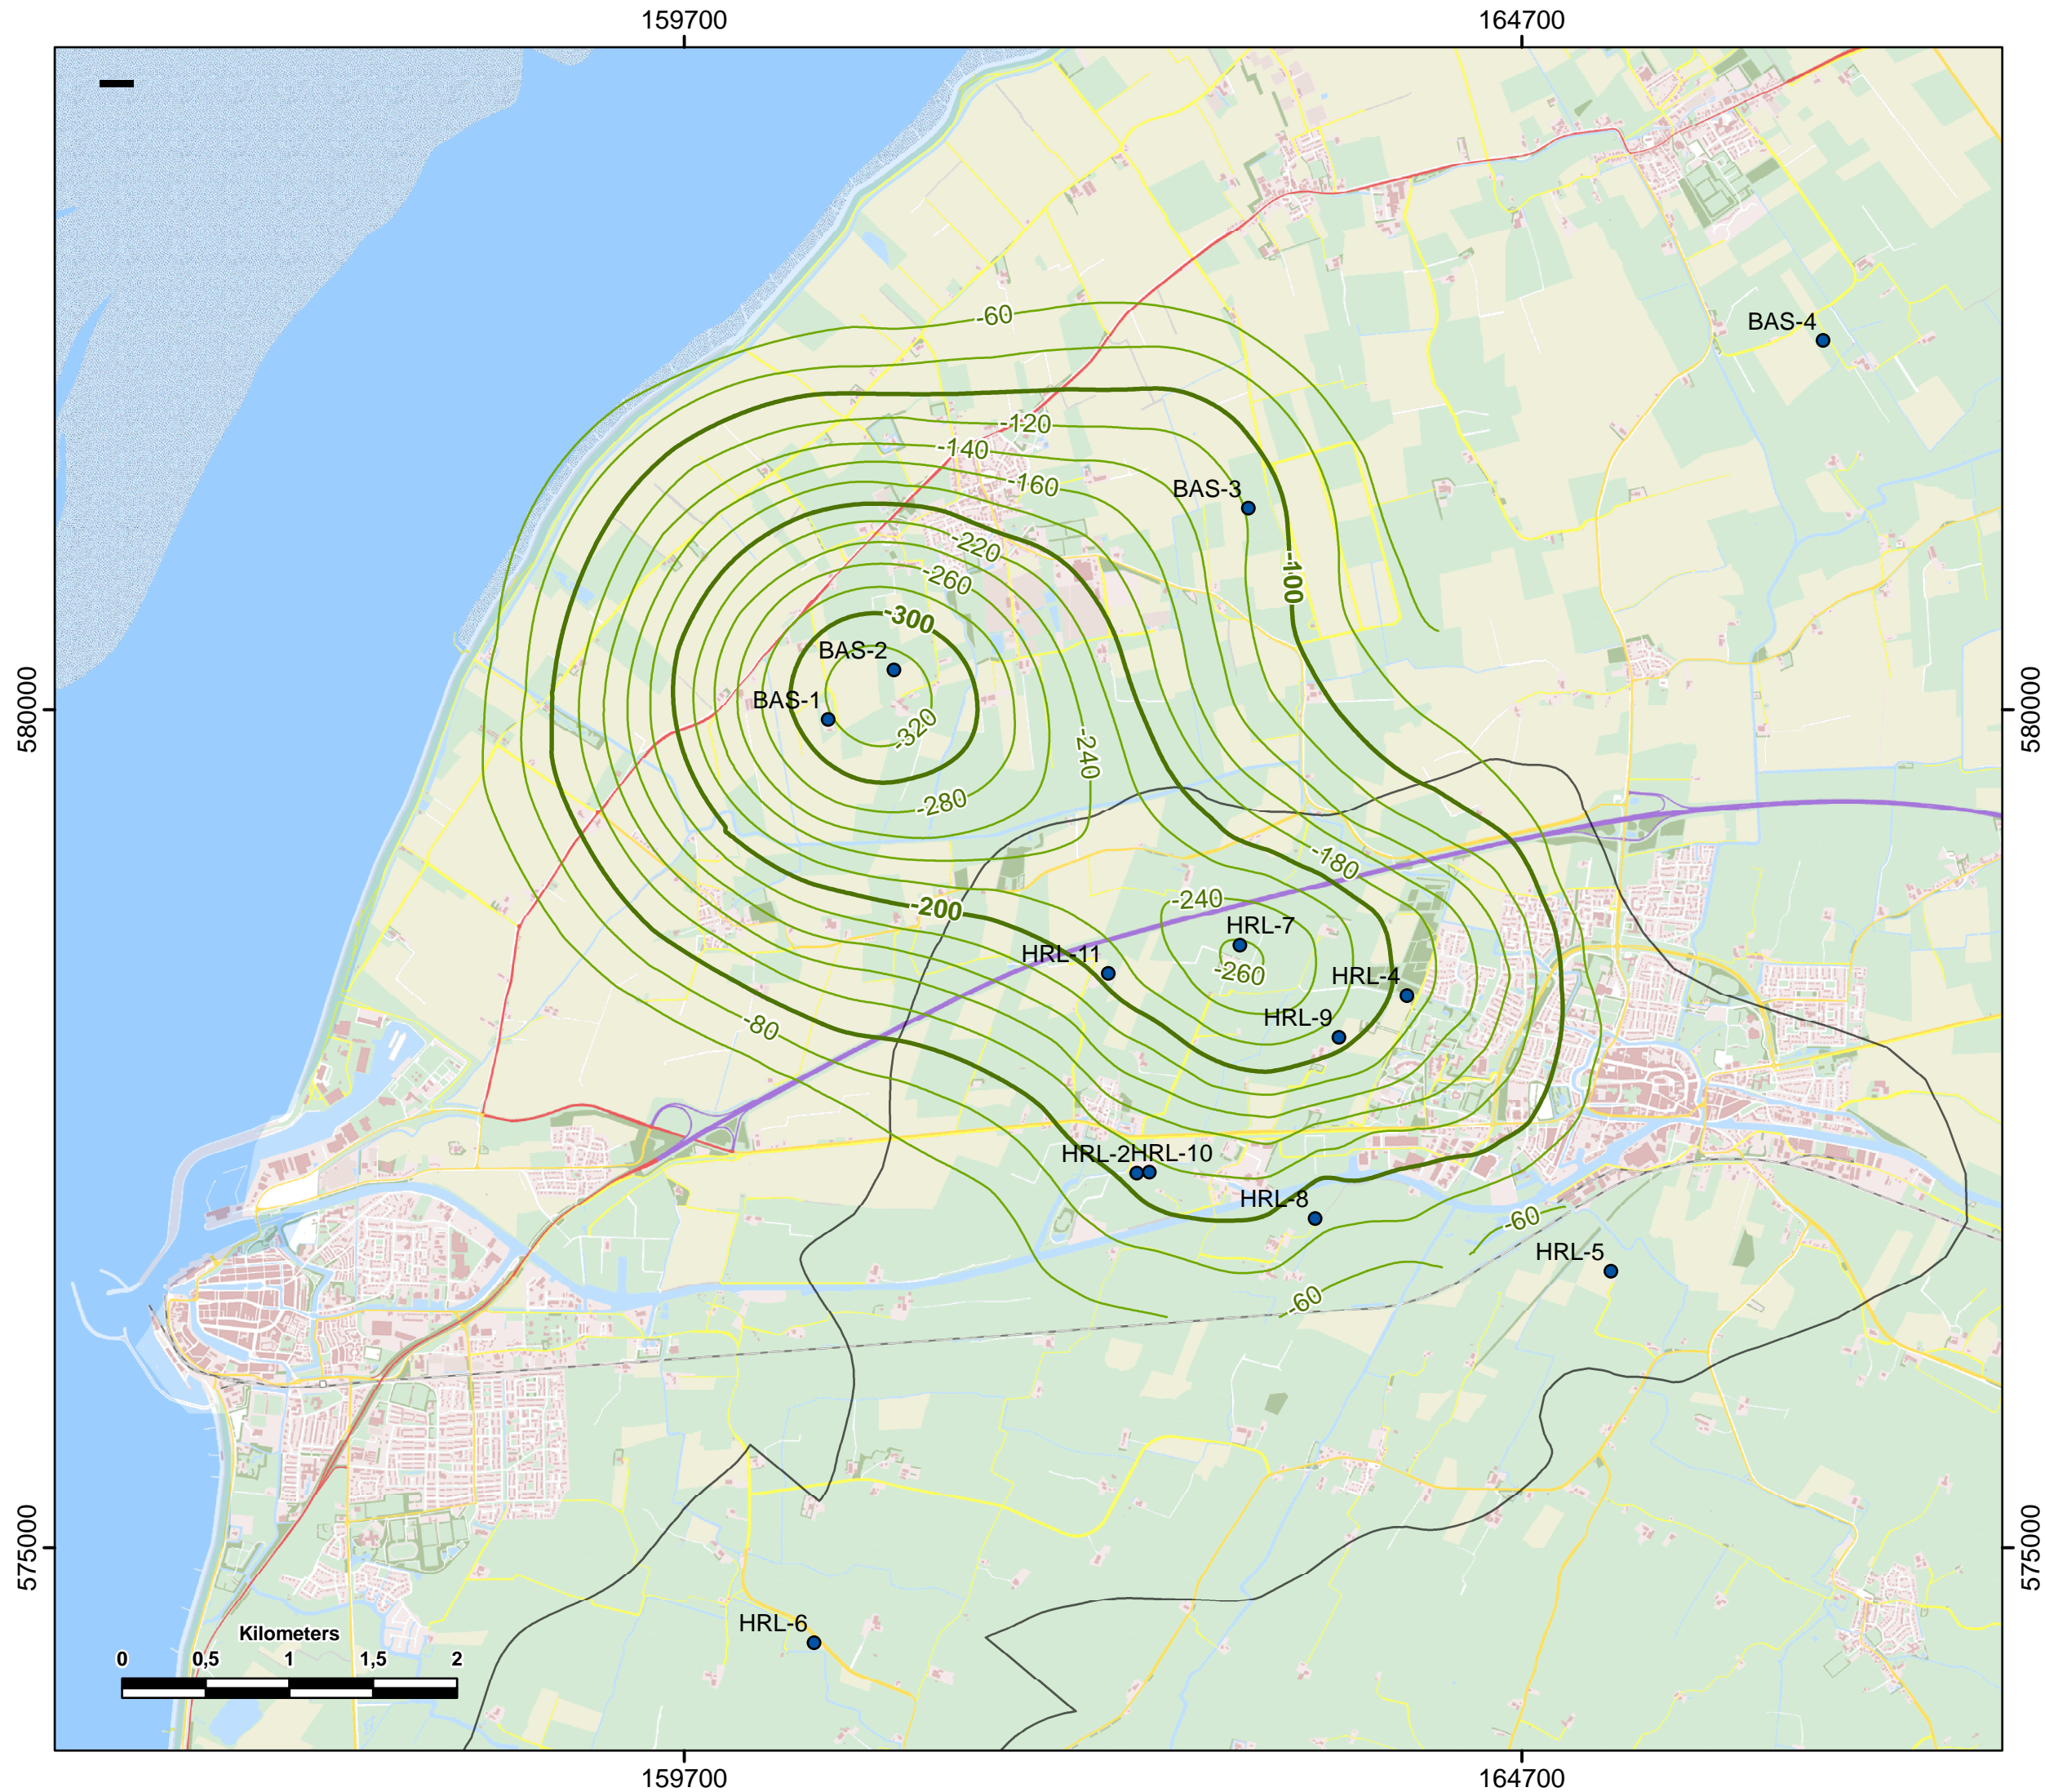 159700
164700
-60
BAS-4
-120
-140
-160
BAS-3
-220
-100
-260
-300
BAS-2
BAS-1
580000
580000
-320
-240
-280
-180
-240
-200
HRL-7
HRL-11
-260
HRL-4
HRL-9
-80
HRL-2
HRL-10
HRL-8
-60
HRL-5
-60
575000
575000
HRL-6
Kilometers
0 0,5 1 1,5 2
159700
164700